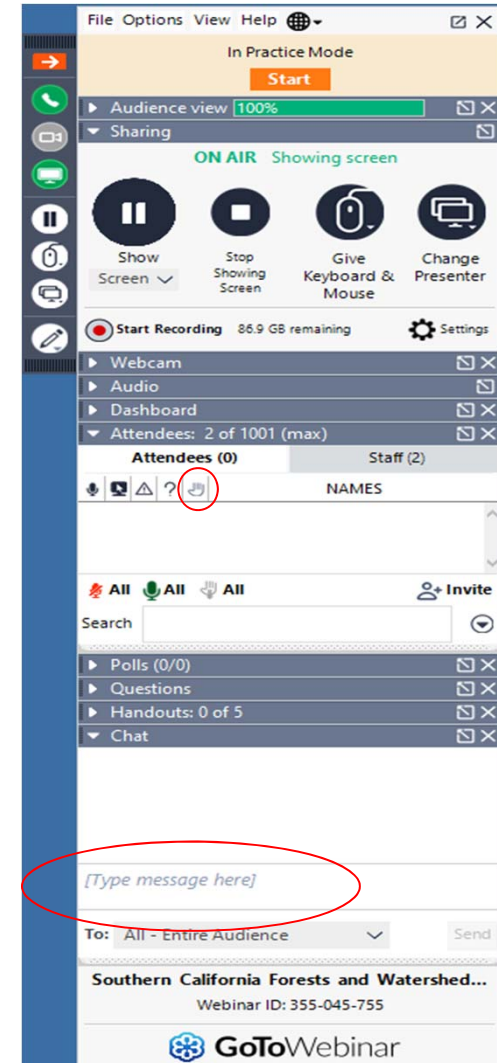 File Options View Help
In Practice Mode
Start
Audience view 100%
Sharing
ON AIR Showing screen
Show
Screen
Stop
Showing
Screen
Give
Keyboard &
Mouse
Change
Presenter
Start Recording 86.9 GB remaining Settings
Webcam
Audio
Dashboard
Attendees: 2 of 1001 (max)
Attendees (0) Staff (2)
? NAMES
All All All Invite
Search
Polls (0/0)
Questions
Handouts: 0 of 5
Chat
[Type message here]
To: All - Entire Audience Send
Southern California Forests and Watershed...
Webinar ID: 355-045-755
GoToWebinar